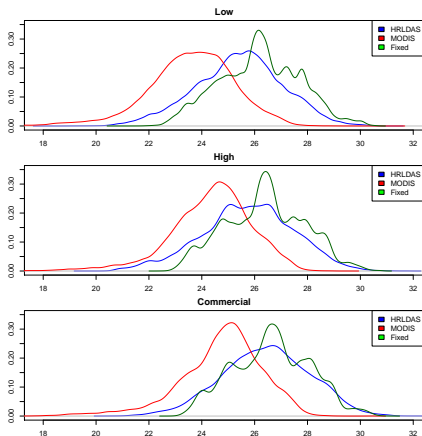 Low
0.00 0.10 0.20 0.30
HRLDAS
MODIS
Fixed
18 20 22 24 26 28 30 32
High
0.00 0.10 0.20 0.30
HRLDAS
MODIS
Fixed
18 20 22 24 26 28 30 32
Commercial
0.00 0.10 0.20 0.30
HRLDAS
MODIS
Fixed
18 20 22 24 26 28 30 32